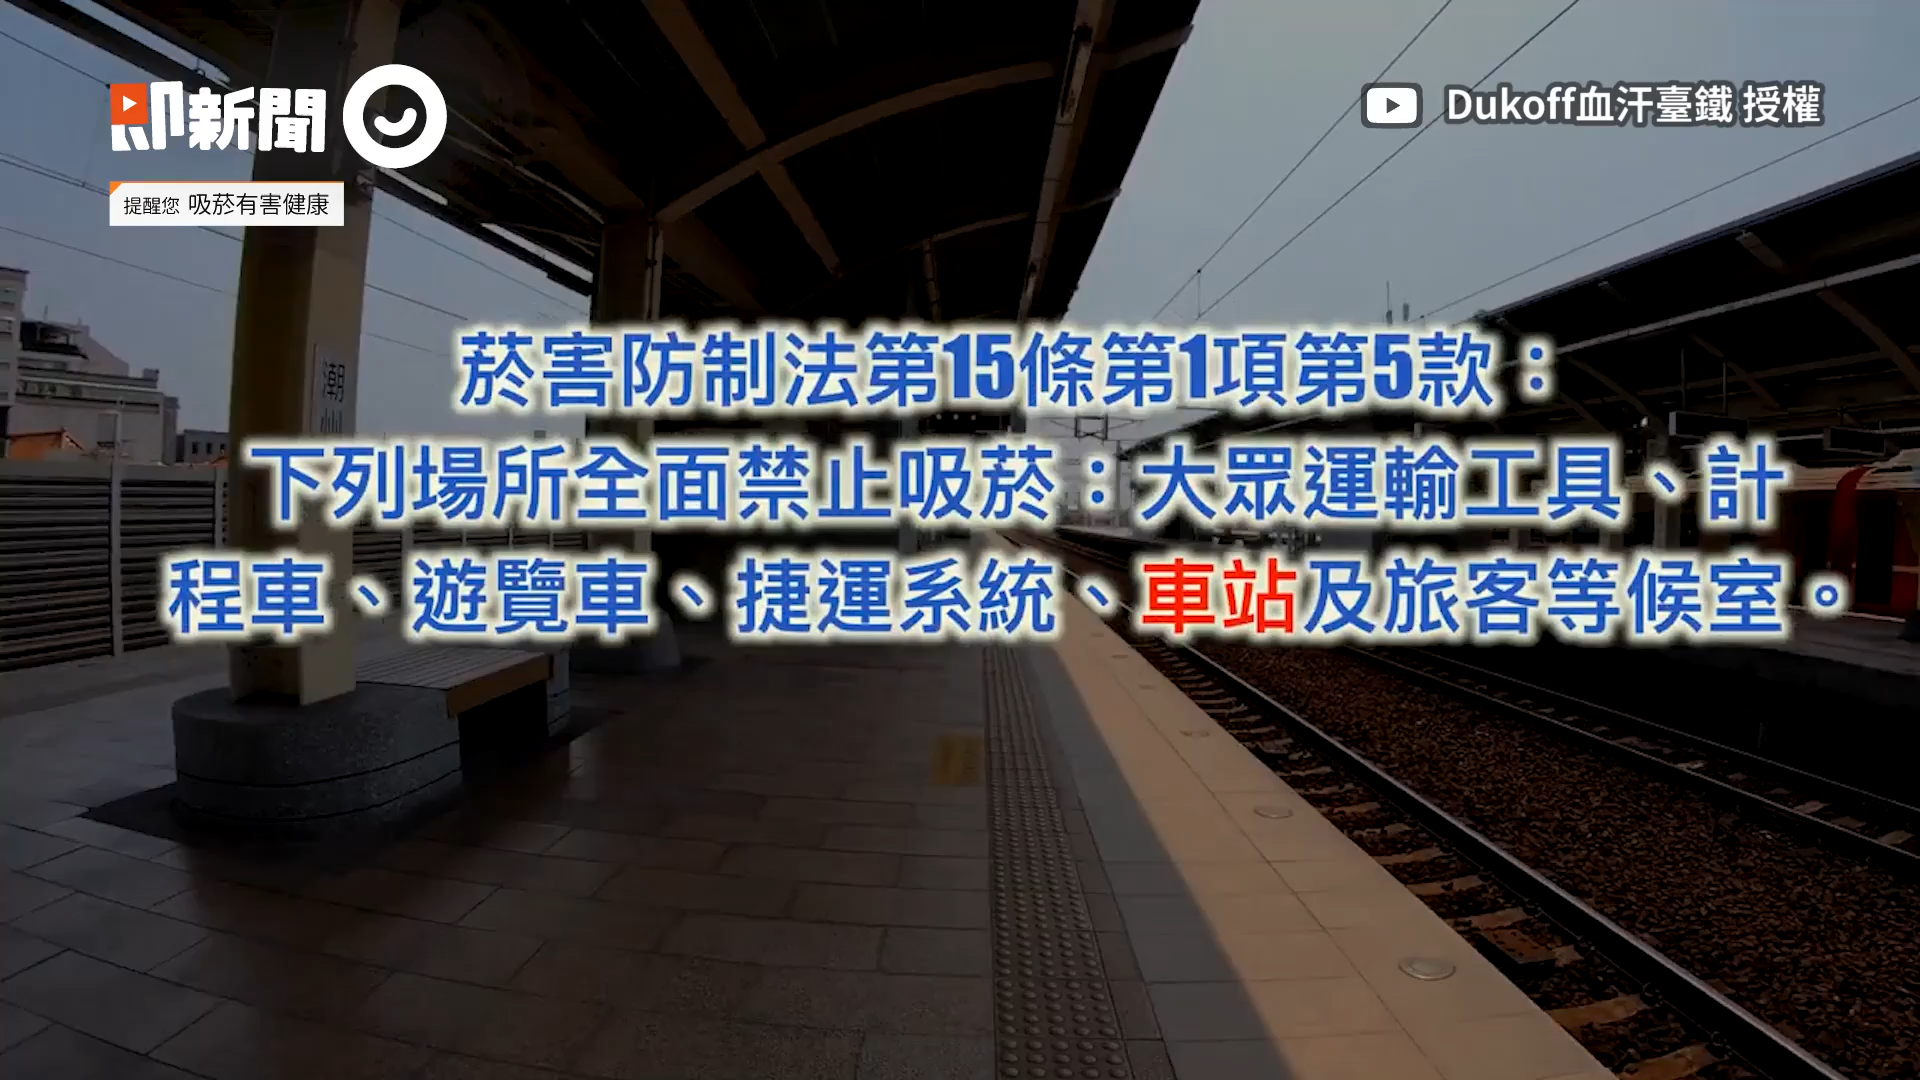 即新聞
Dukoff血汗臺鐵 授權
提醒您 吸菸有害健康
潮州
菸害防制法第15條第1項第5款：
下列場所全面禁止吸菸：大眾運輸工具、計
程車、遊覽車、捷運系統、車站及旅客等候室。